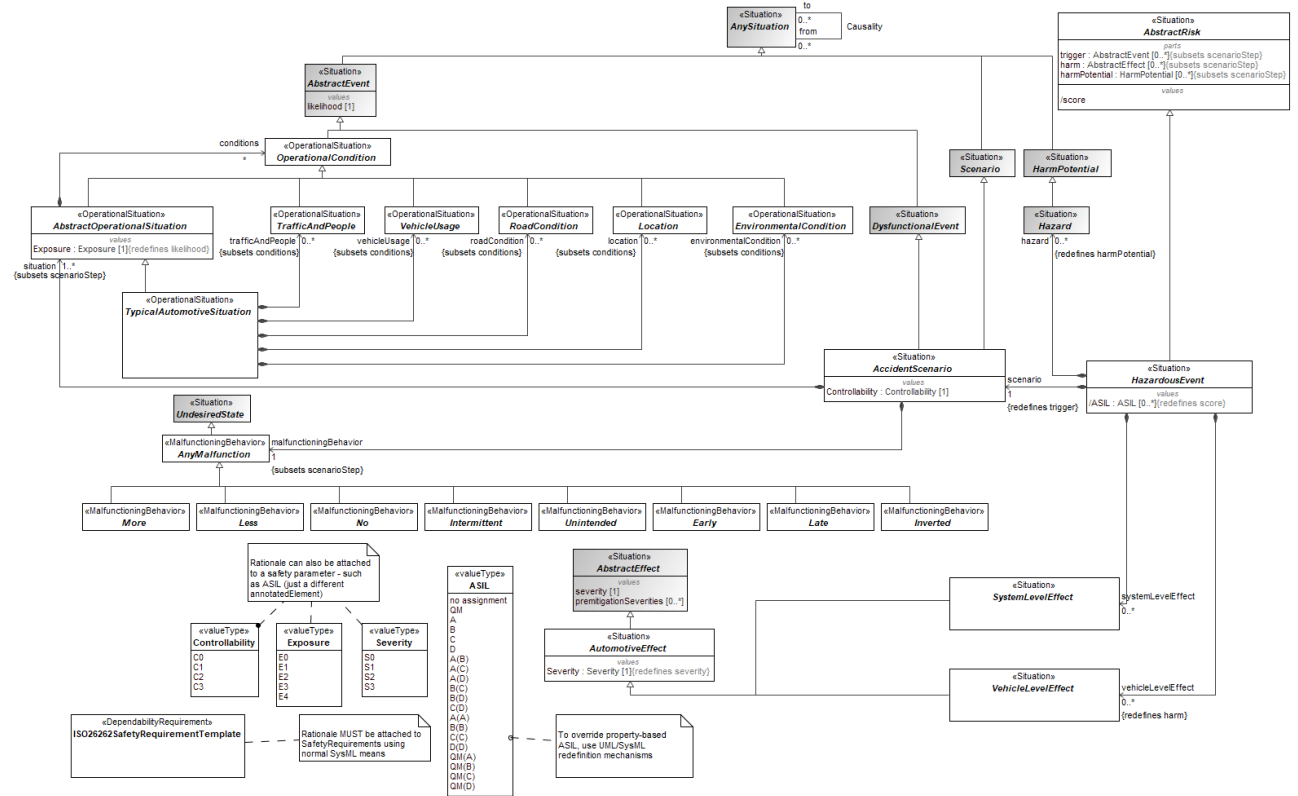 to
«Situation»
AnySituation
0..*
from
0..*
Causality
«Situation»
AbstractRisk
parts
trigger : AbstractEvent [0..*]{subsets scenarioStep}
harm : AbstractEffect [0..*]{subsets scenarioStep}
harmPotential : HarmPotential [0..*]{subsets scenarioStep}
values
/score
«Situation»
AbstractEvent
values
likelihood [1]
conditions
*
«OperationalSituation»
OperationalCondition
«Situation»
Scenario
«Situation»
HarmPotential
«OperationalSituation»
AbstractOperationalSituation
values
Exposure : Exposure [1]{redefines likelihood}
«OperationalSituation»
TrafficAndPeople
«OperationalSituation»
VehicleUsage
«OperationalSituation»
RoadCondition
«OperationalSituation»
Location
«OperationalSituation»
EnvironmentalCondition
«Situation»
DysfunctionalEvent
«Situation»
Hazard
trafficAndPeople 0..*
{subsets conditions}
vehicleUsage 0..*
{subsets conditions}
roadCondition 0..*
{subsets conditions}
location 0..*
{subsets conditions}
environmentalCondition 0..*
{subsets conditions}
hazard 0..*
{redefines harmPotential}
situation 1..*
{subsets scenarioStep}
«OperationalSituation»
TypicalAutomotiveSituation
«Situation»
AccidentScenario
values
Controllability : Controllability [1]
scenario
1
{redefines trigger}
«Situation»
HazardousEvent
values
/ASIL : ASIL [0..*]{redefines score}
«Situation»
UndesiredState
«MalfunctioningBehavior»
AnyMalfunction
malfunctioningBehavior
1
{subsets scenarioStep}
«MalfunctioningBehavior»
More
«MalfunctioningBehavior»
Less
«MalfunctioningBehavior»
No
«MalfunctioningBehavior»
Intermittent
«MalfunctioningBehavior»
Unintended
«MalfunctioningBehavior»
Early
«MalfunctioningBehavior»
Late
«MalfunctioningBehavior»
Inverted
Rationale can also be attached
to a safety parameter - such
as ASIL (just a different
annotatedElement)
«valueType»
Controllability
C0
C1
C2
C3
«valueType»
Exposure
E0
E1
E2
E3
E4
«valueType»
Severity
S0
S1
S2
S3
«valueType»
ASIL
no assignment
QM
A
B
C
D
A(B)
A(C)
A(D)
B(C)
B(D)
C(D)
A(A)
B(B)
C(C)
D(D)
QM(A)
QM(B)
QM(C)
QM(D)
«Situation»
AbstractEffect
values
severity [1]
premitigationSeverities [0..*]
«Situation»
AutomotiveEffect
values
Severity : Severity [1]{redefines severity}
«Situation»
SystemLevelEffect
systemLevelEffect
0..*
«Situation»
VehicleLevelEffect
vehicleLevelEffect
0..*
{redefines harm}
«DependabilityRequirement»
ISO26262SafetyRequirementTemplate
Rationale MUST be attached to
SafetyRequirements using
normal SysML means
To override property-based
ASIL, use UML/SysML
redefinition mechanisms